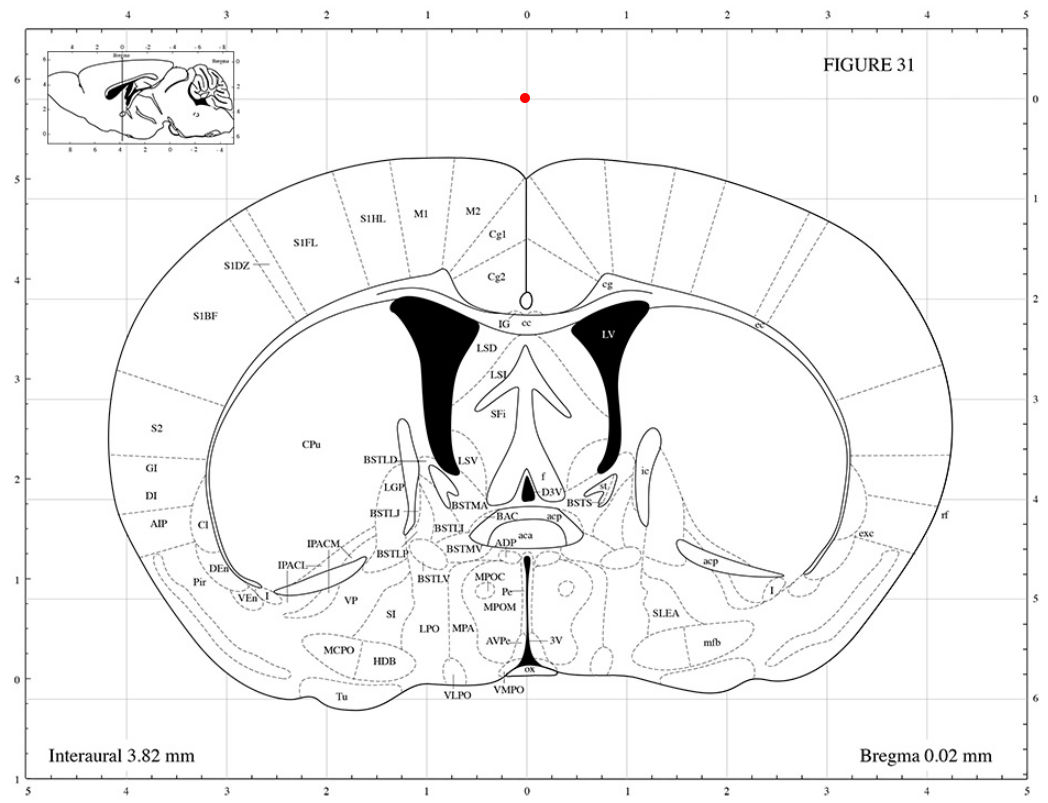 4 3 2 1 0 1 2 3 4 5
4 2 0 -2 -4 -6 -8
Bregma
Bregma
6 4 2 0
0 2 4 6
8 6 4 2 0 -2 -4
FIGURE 31
6 0
5 1
M2
S1HL M1
Cg1
S1FL
S1DZ
Cg2 cg
4 2
S1BF
IG cc ec
LV
LSD
LSI
3 3
SFi
S2
CPu
BSTLD LSV
GI ic
f
2 LGP st 4
DI D3V
BSTMA BSTS
BSTLJ BAC acp rf
AIP Cl
BSTLI aca exc
IPACM ADP
BSTLP BSTMV
IPACL acp
DEn
1 Pir BSTLV MPOC 5
VEn I Pe I
VP MPOM
SI SLEA
LPO MPA
AVPe 3V mfb
MCPO
HDB
ox
0 VLPO VMPO 6
Tu
Interaural 3.82 mm Bregma 0.02 mm
1
5 4 3 2 1 0 1 2 3 4 5